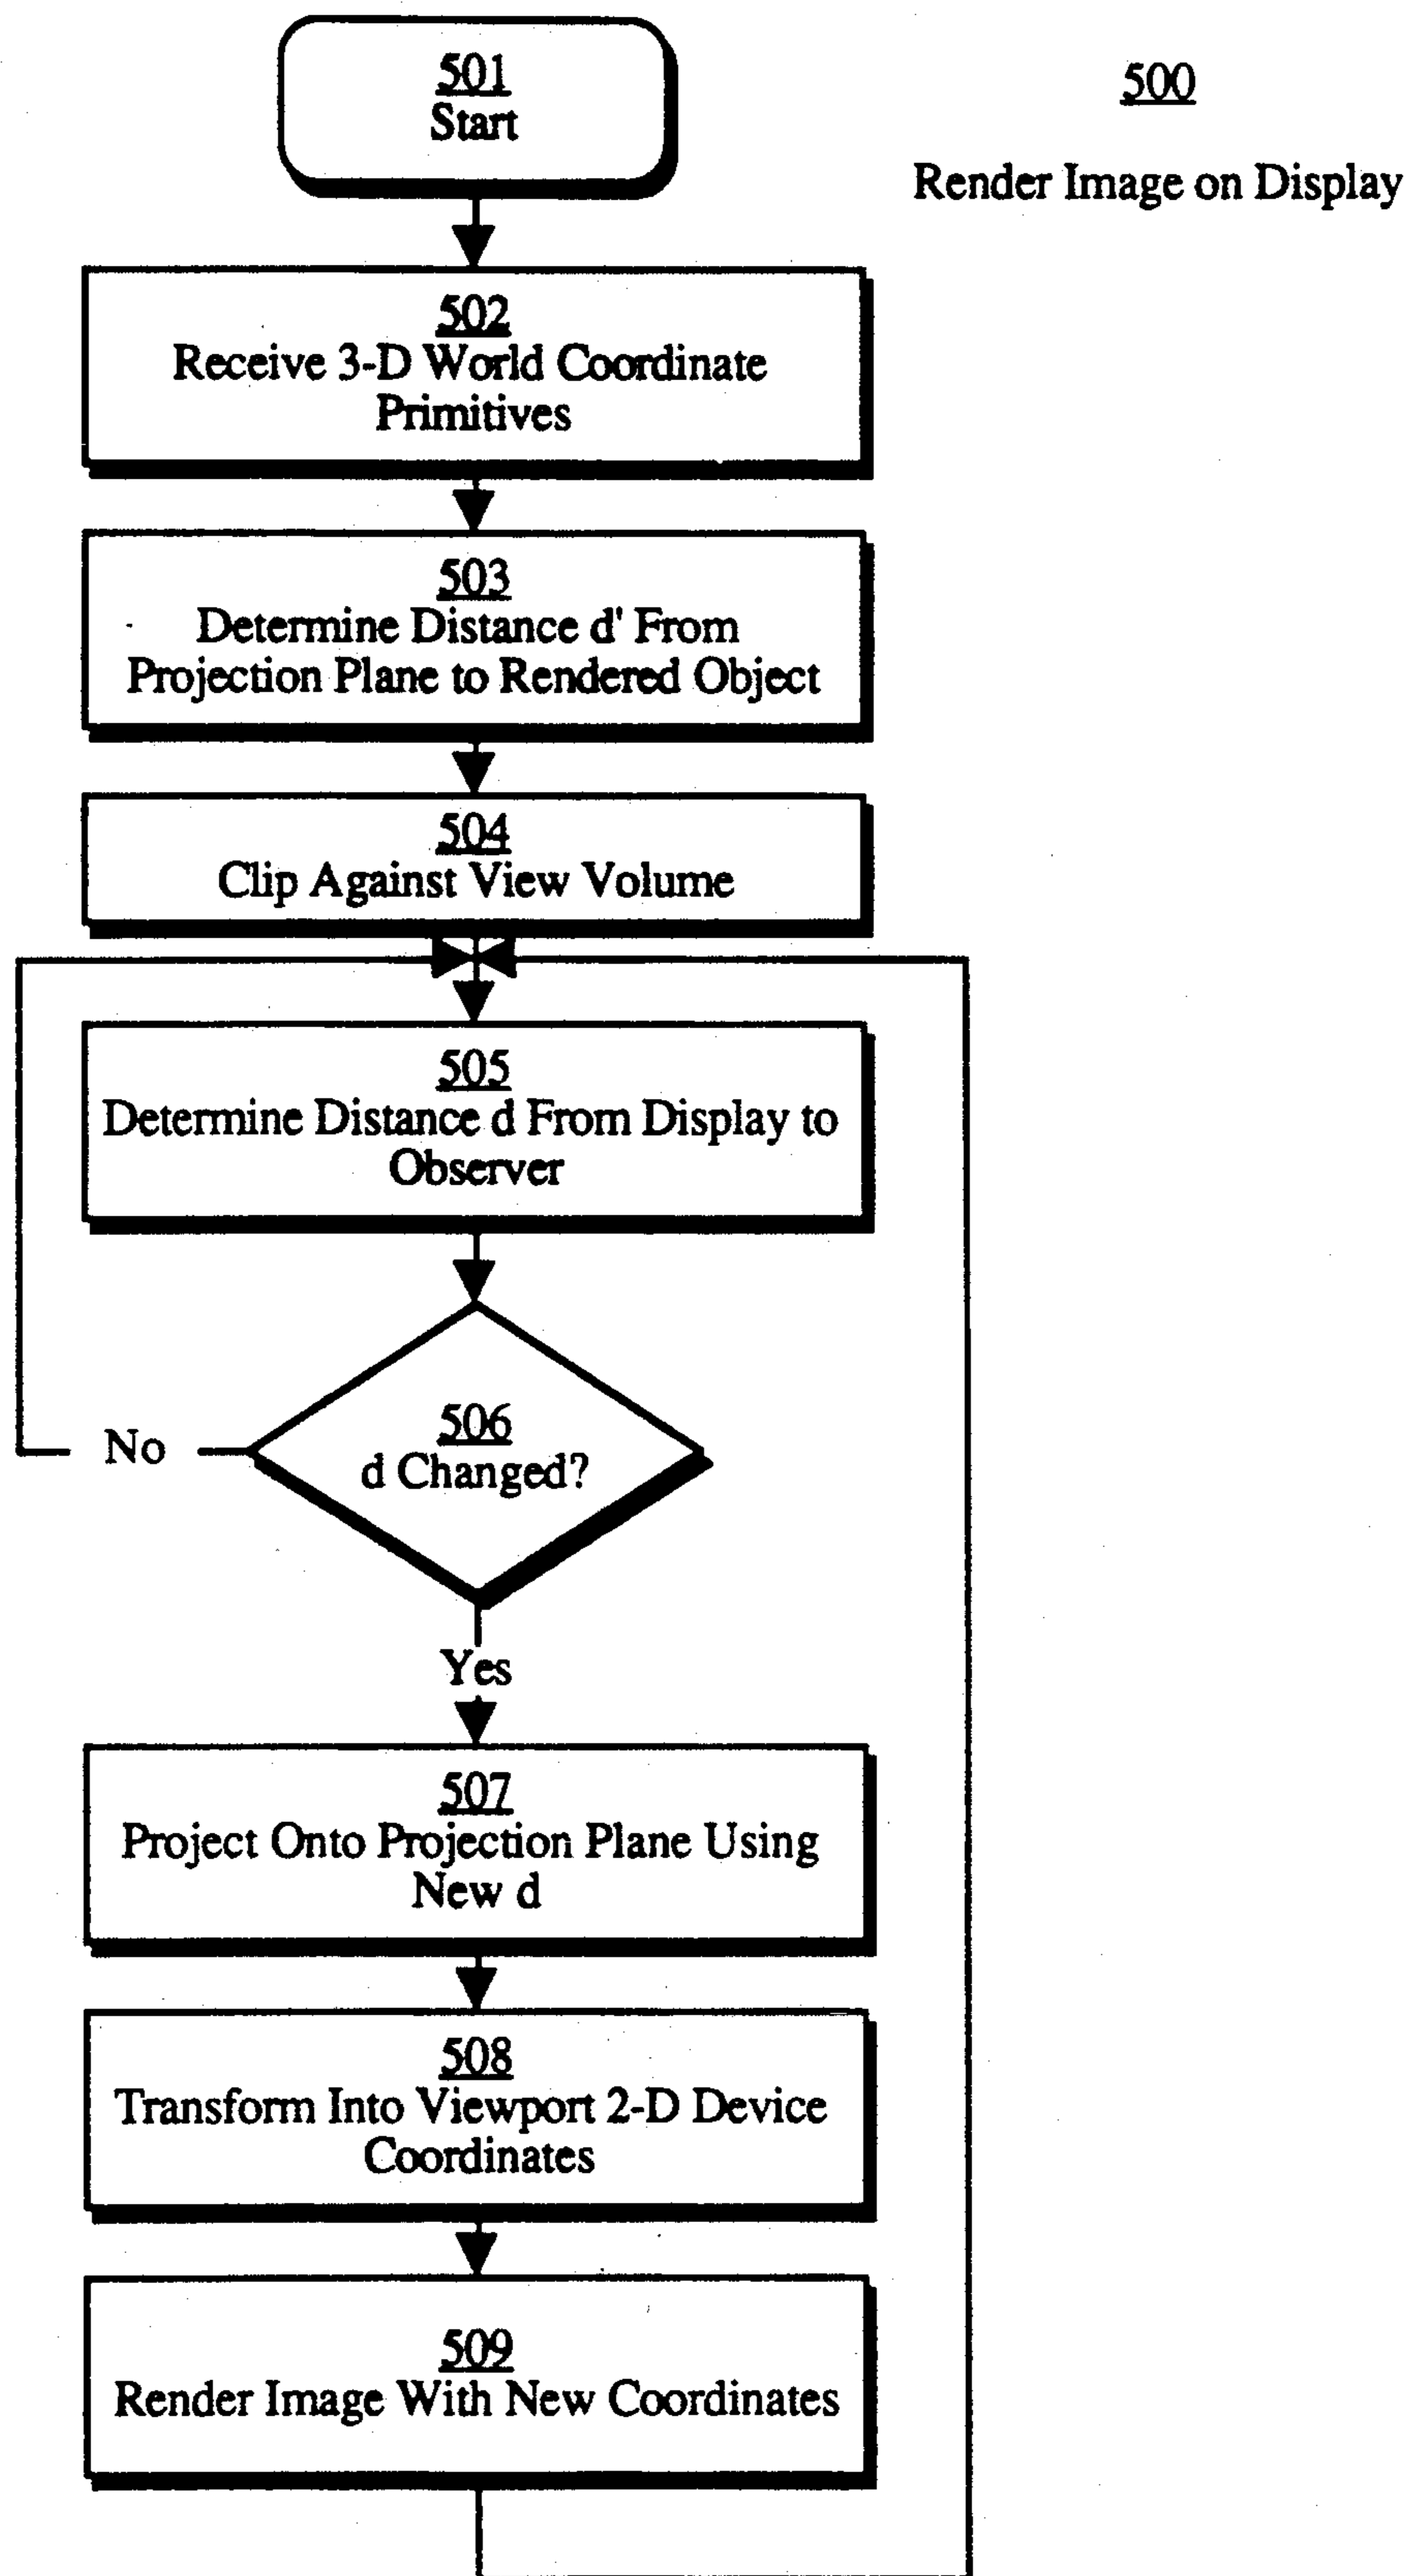 501
Start
500
Render Image on Display
502
Receive 3-D World Coordinate
Primitives
503
Determine Distance d' From
Projection Plane to Rendered Object
504
Clip Against View Volume
505
Determine Distance d From Display to
Observer
506
d Changed?
No
Yes
507
Project Onto Projection Plane Using
New d
508
Transform Into Viewport 2-D Device
Coordinates
509
Render Image With New Coordinates